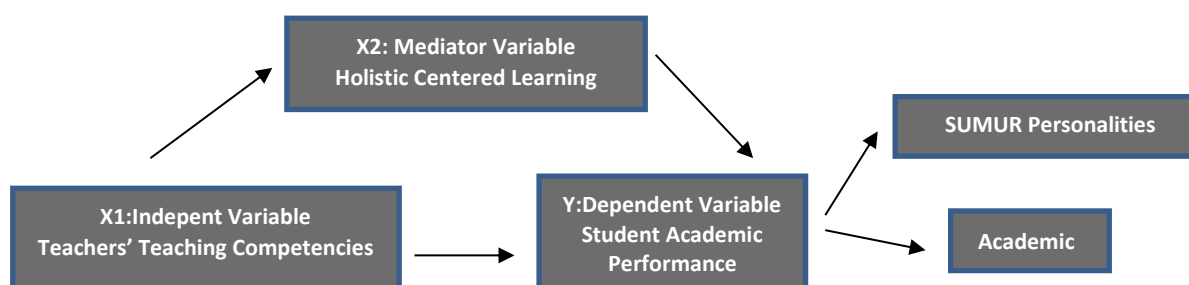 X2: Mediator Variable
Holistic Centered Learning
SUMUR Personalities
X1:Indepent Variable
Teachers’ Teaching Competencies
Y:Dependent Variable
Student Academic
Performance
Academic